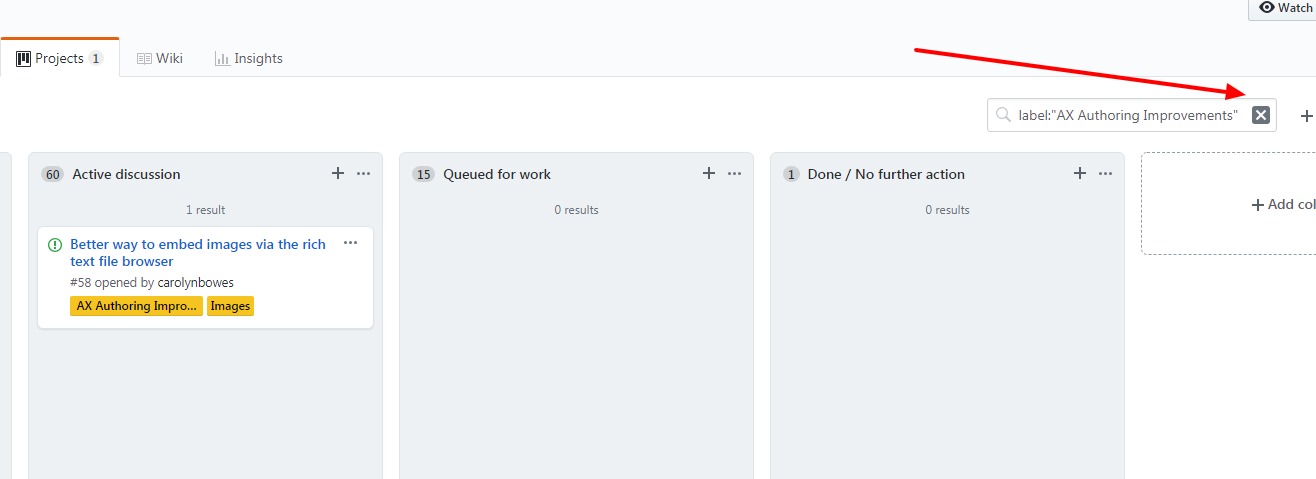 Watch
Projects 1
Wiki
Insights
label:"AX Authoring Improvements"
60 Active discussion
1 result
Better way to embed images via the rich
text file browser
#58 opened by carolynbowes
AX Authoring Impro...
Images
15 Queued for work
0 results
1 Done / No further action
0 results
Add col